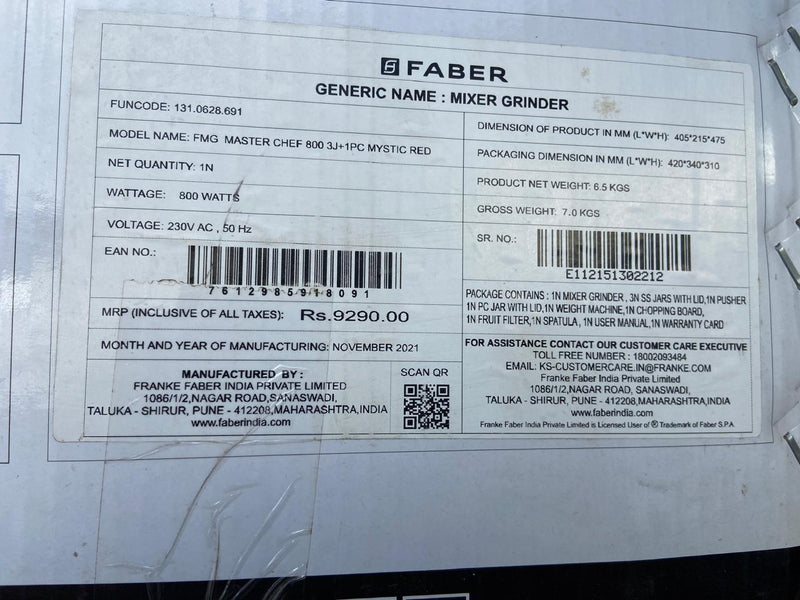 FABER
GENERIC NAME : MIXER GRINDER
FUNCODE: 131.0628.691
MODEL NAME: FMG MASTER CHEF 800 3J+1PC MYSTIC RED
NET QUANTITY: 1N
WATTAGE: 800 WATTS
VOLTAGE: 230V AC , 50 Hz
EAN NO.:
7612985918091
MRP (INCLUSIVE OF ALL TAXES): Rs.9290.00
MONTH AND YEAR OF MANUFACTURING: NOVEMBER 2021
MANUFACTURED BY :
FRANKE FABER INDIA PRIVATE LIMITED
1086/1/2,NAGAR ROAD,SANASWADI,
TALUKA - SHIRUR, PUNE - 412208,MAHARASHTRA,INDIA
www.faberindia.com
SCAN QR
DIMENSION OF PRODUCT IN MM (L*W*H): 405*215*475
PACKAGING DIMENSION IN MM (L*W*H): 420*340*310
PRODUCT NET WEIGHT: 6.5 KGS
GROSS WEIGHT: 7.0 KGS
SR. NO.:
E112151302212
PACKAGE CONTAINS : 1N MIXER GRINDER , 3N SS JARS WITH LID,1N PUSHER
1N PC JAR WITH LID,1N WEIGHT MACHINE,1N CHOPPING BOARD,
1N FRUIT FILTER,1N SPATULA , 1N USER MANUAL,1N WARRANTY CARD
FOR ASSISTANCE CONTACT OUR CUSTOMER CARE EXECUTIVE
TOLL FREE NUMBER : 18002093484
EMAIL: KS-CUSTOMERCARE.IN@FRANKE.COM
Franke Faber India Private Limited
1086/1/2,NAGAR ROAD, SANASWADI,
TALUKA - SHIRUR, PUNE - 412208,MAHARASHTRA,INDIA
www.faberindia.com
Franke Faber India Private Limited is Licensed User of ® Trademark of Faber S.P.A